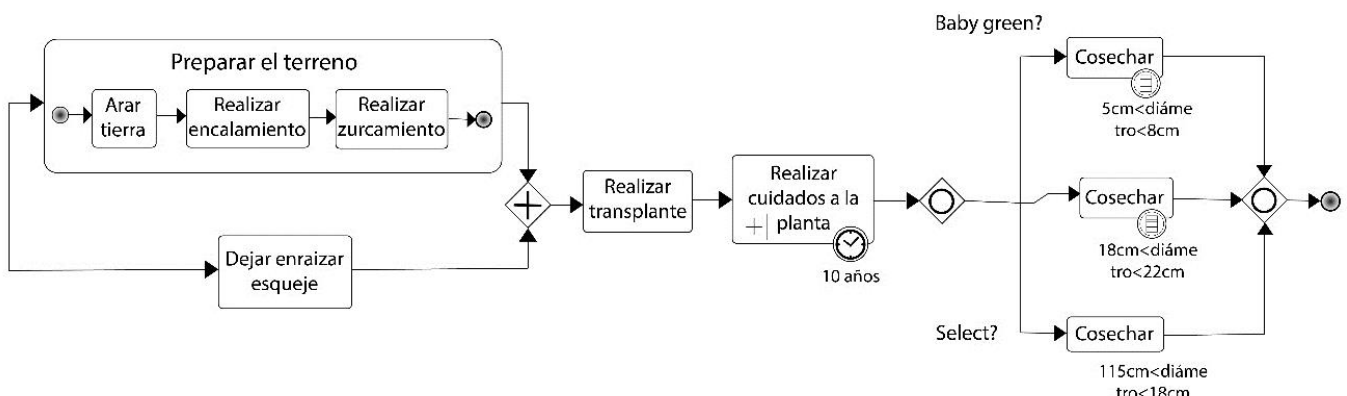 Preparar el terreno
Arar
tierra
Realizar
encalamiento
Realizar
zurcamiento
Dejar enraizar
esqueje
Realizar
transplante
Realizar
cuidados a la
planta
10 años
Baby green?
Cosechar
5cm<diáme
tro<8cm
Cosechar
18cm<diáme
tro<22cm
Select?
Cosechar
115cm<diáme
tro<18cm